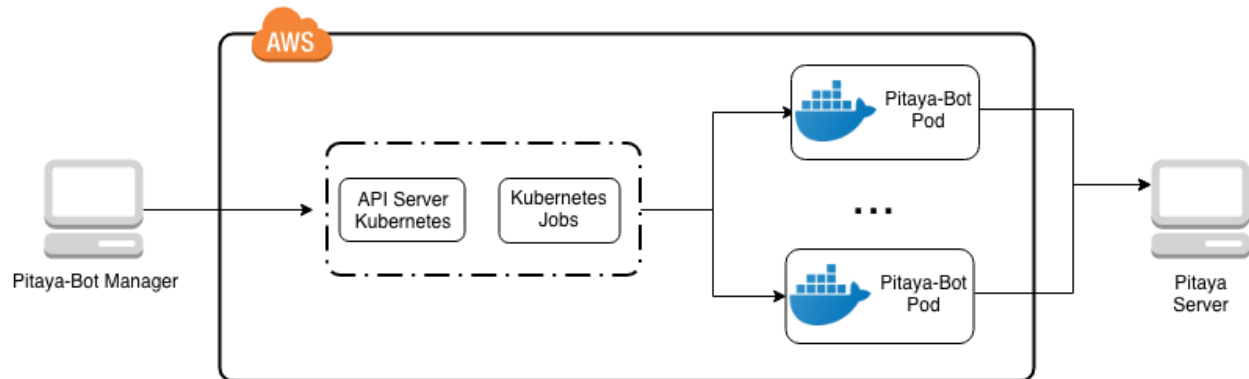 AWS
Pitaya-Bot Manager
API Server
Kubernetes
Kubernetes
Jobs
Pitaya-Bot
Pod
...
Pitaya-Bot
Pod
Pitaya
Server